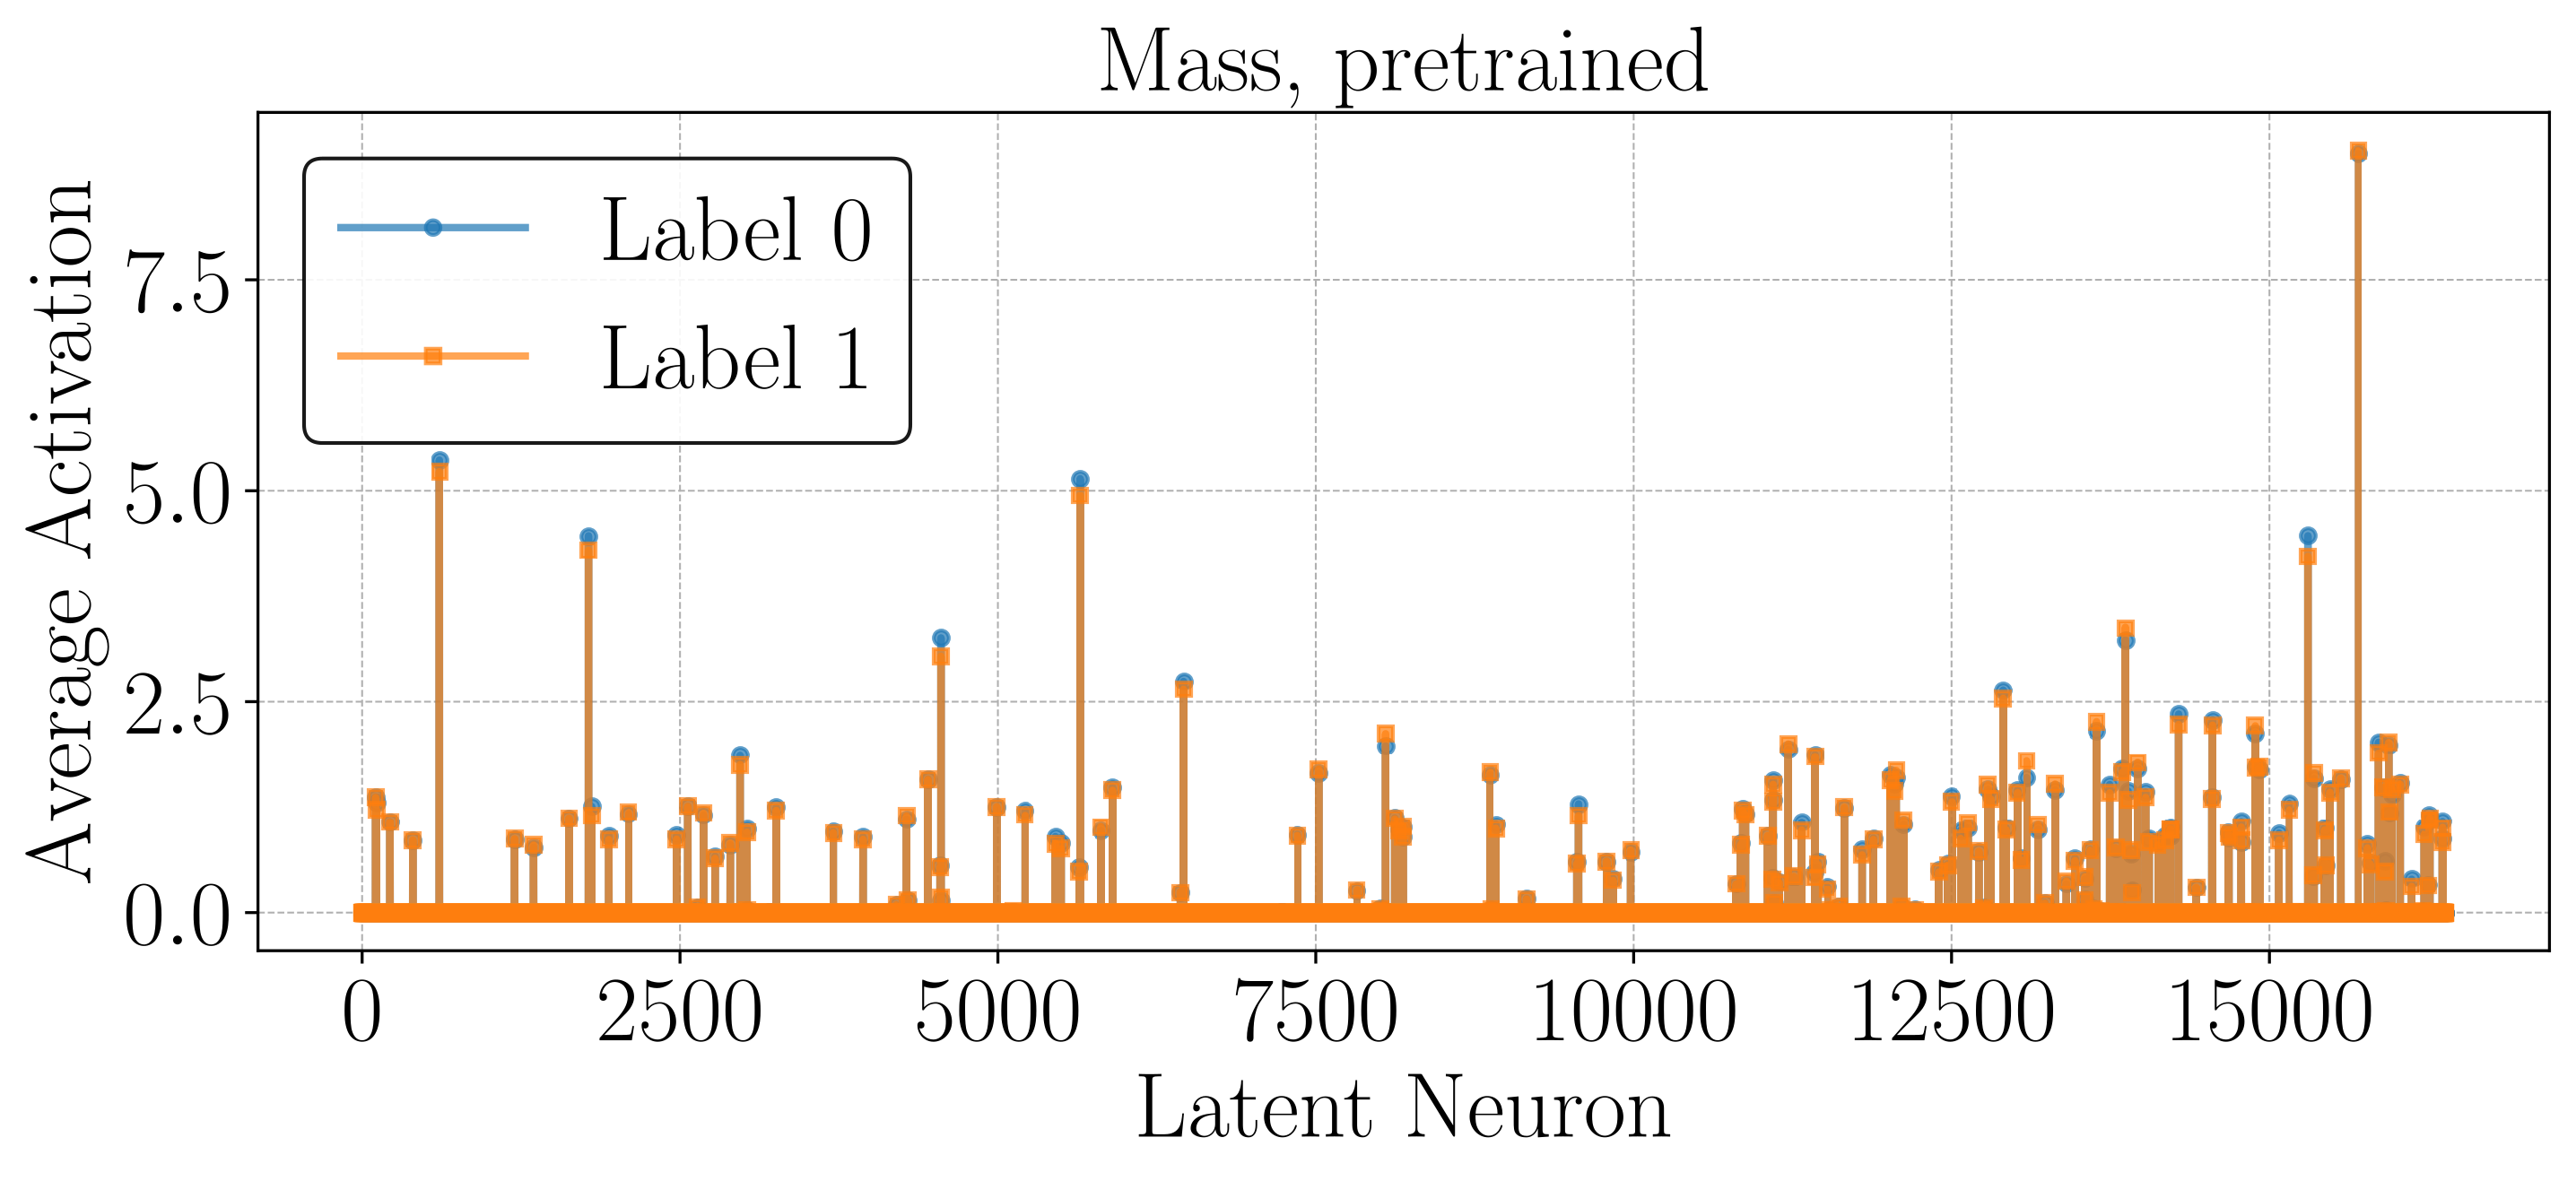 Mass, pretrained
Average Activation
7.5
5.0
2.5
0.0
Label 0
Label 1
0 2500 5000 7500 10000 12500 15000
Latent Neuron